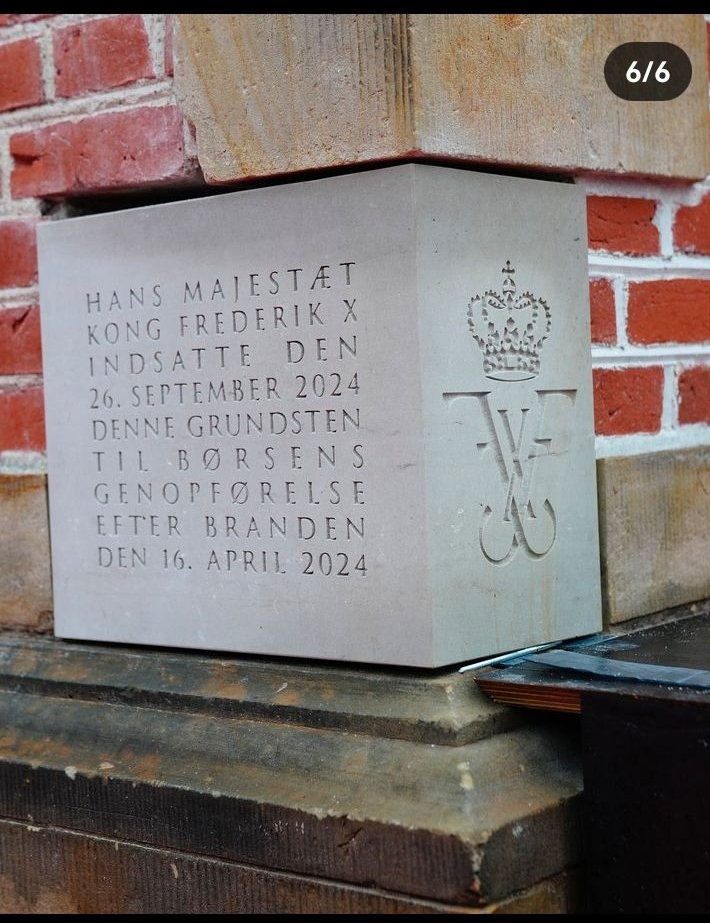 6/6
HANS MAJESTÆT
KONG FREDERIK X
INDSATTE DEN
26. SEPTEMBER 2024
DENNE GRUNDSTEN
TIL BØRSENS
GENOPFØRELSE
EFTER BRANDEN
DEN 16. APRIL 2024